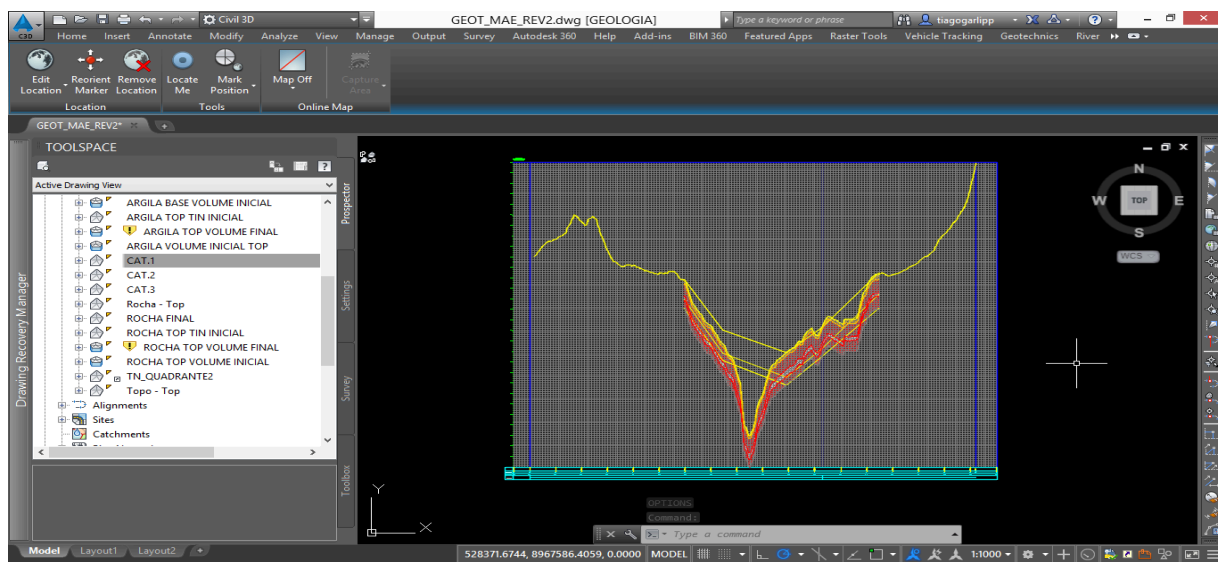 Civil 3D
GEOT_MAE_REV2.dwg [GEOLOGIA]
Type a keyword or phrase
tiagogarlipp
C3D
Home Insert Annotate Modify Analyze View Manage Output Survey Autodesk 360 Help Add-ins BIM 360 Featured Apps Raster Tools Vehicle Tracking Geotechnics River
Edit Location
Reorient Marker
Remove Location
Locate Me
Mark Position
Map Off
Capture Area
Location
Tools
Online Map
GEOT_MAE_REV2*
TOOLSPACE
Active Drawing View
ARGILA BASE VOLUME INICIAL
ARGILA TOP TIN INICIAL
ARGILA TOP VOLUME FINAL
ARGILA VOLUME INICIAL TOP
CAT.1
CAT.2
CAT.3
Rocha - Top
ROCHA FINAL
ROCHA TOP TIN INICIAL
ROCHA TOP VOLUME FINAL
ROCHA TOP VOLUME INICIAL
TN_QUADRANTE2
Topo - Top
Alignments
Sites
Catchments
Prospector
Settings
Survey
Toolbox
Drawing Recovery Manager
N
W
TOP
E
S
WCS
Y
X
OPTIONS
Command:
Type a command
Model Layout1 Layout2
528371.6744, 8967586.4059, 0.0000 MODEL
1:1000